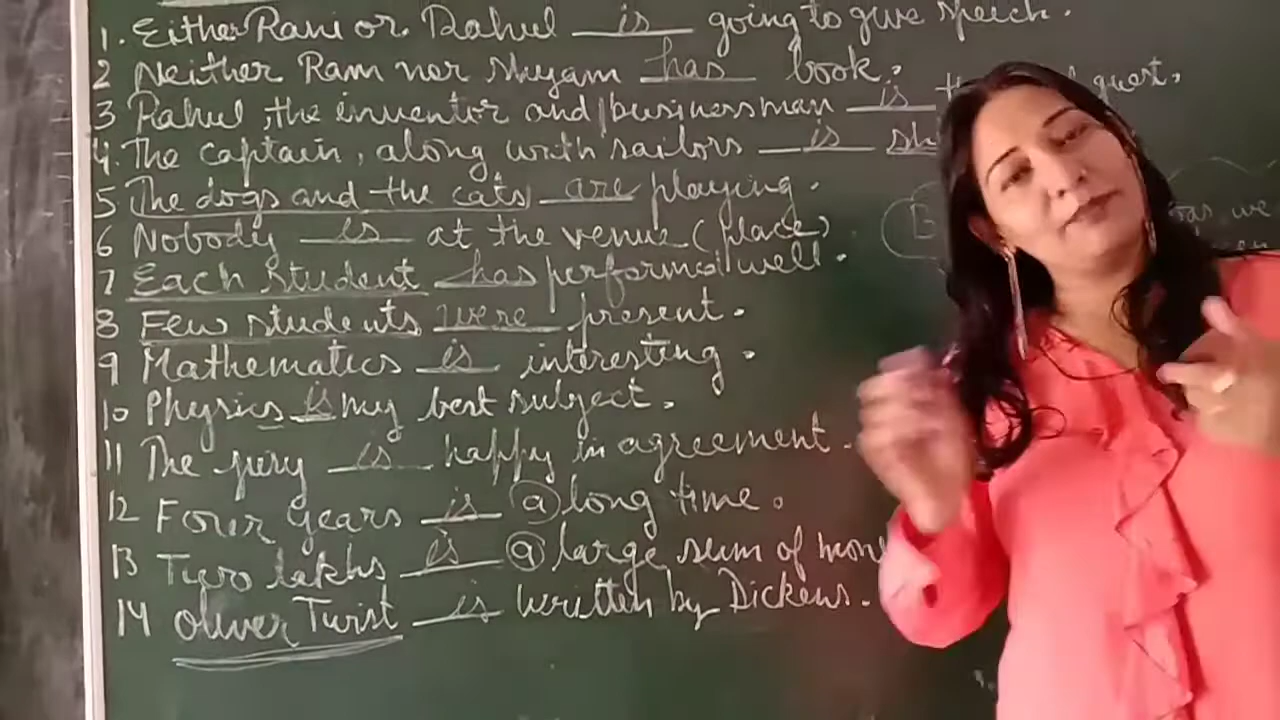 1. Either Rani or Rahul is going to give speech.
2 Neither Ram nor Shyam has book.
3 Rahul, the inventor and businessman is guest.
4. The captain, along with sailors is
5 The dogs and the cats are playing.
6 Nobody is at the venue (place)
7 Each student has performed well.
8 Few students were present.
9 Mathematics is interesting.
10 Physics is my best subject.
11 The jury is happy in agreement.
12 Four years is a long time.
13 Two lakhs is a large sum of
14 Oliver Twist is written by Dickens.